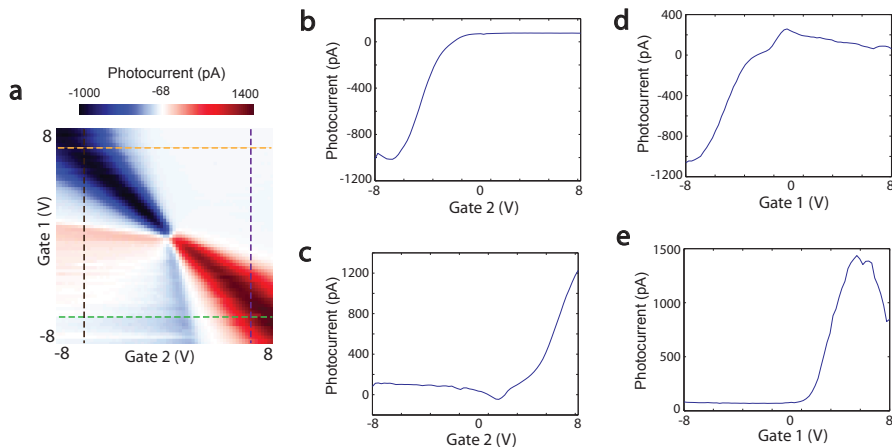 a
Photocurrent (pA)
-1000 -68 1400
8
Gate 1 (V)
-8
-8 Gate 2 (V) 8
b
Photocurrent (pA)
0
-400
-800
-1200
-8 0 8
Gate 2 (V)
c
Photocurrent (pA)
1200
800
400
0
-8 0 8
Gate 2 (V)
d
Photocurrent (pA)
400
0
-400
-800
-1200
-8 0 8
Gate 1 (V)
e
Photocurrent (pA)
1500
1000
500
0
-8 0 8
Gate 1 (V)